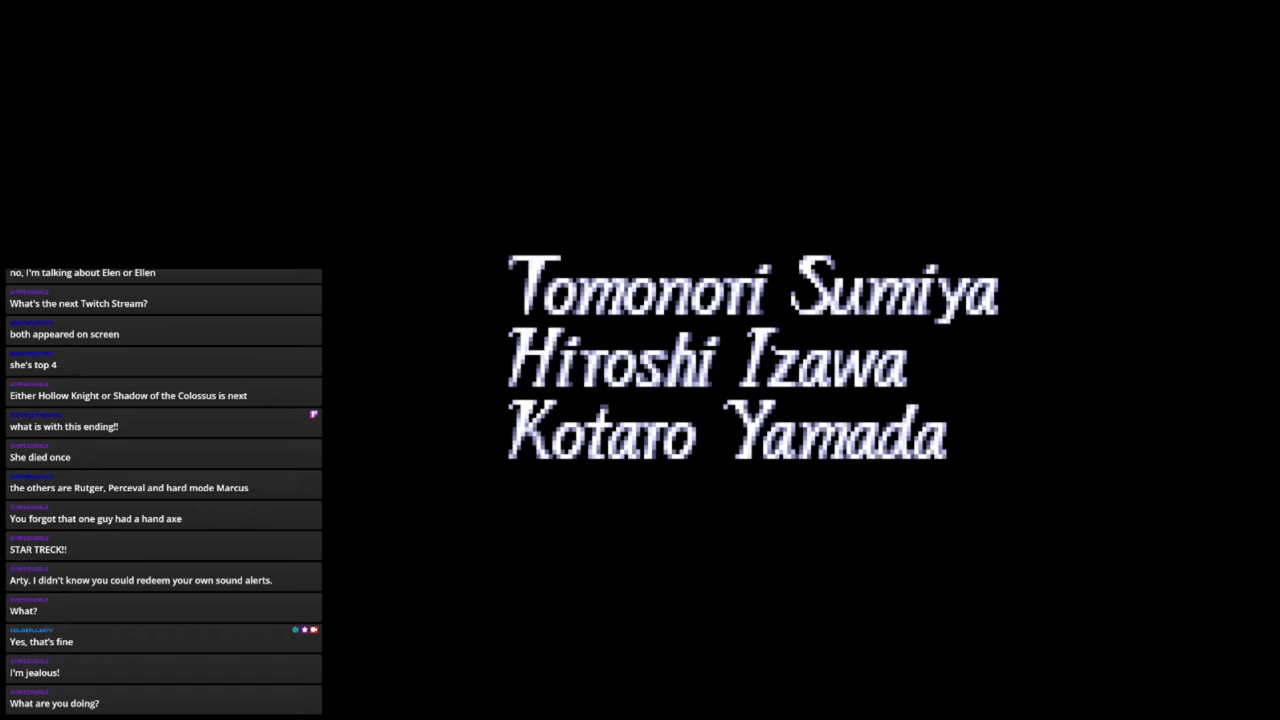 no, I'm talking about Elen or Ellen
What's the next Twitch Stream?
both appeared on screen
she's top 4
Either Hollow Knight or Shadow of the Colossus is next
what is with this ending!!
She died once
the others are Rutger, Perceval and hard mode Marcus
You forgot that one guy had a hand axe
STAR TRECK!!
Arty. I didn't know you could redeem your own sound alerts.
What?
Yes, that's fine
I'm jealous!
What are you doing?
Tomonori Sumiya
Hiroshi Izawa
Kotaro Yamada